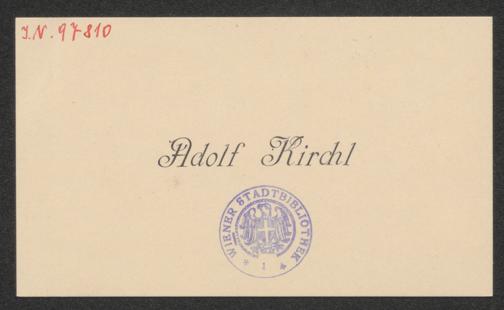 J.N. 97810
Adolf Kirchl
WIENER STADTBIBLIOTHEK
* 1 *